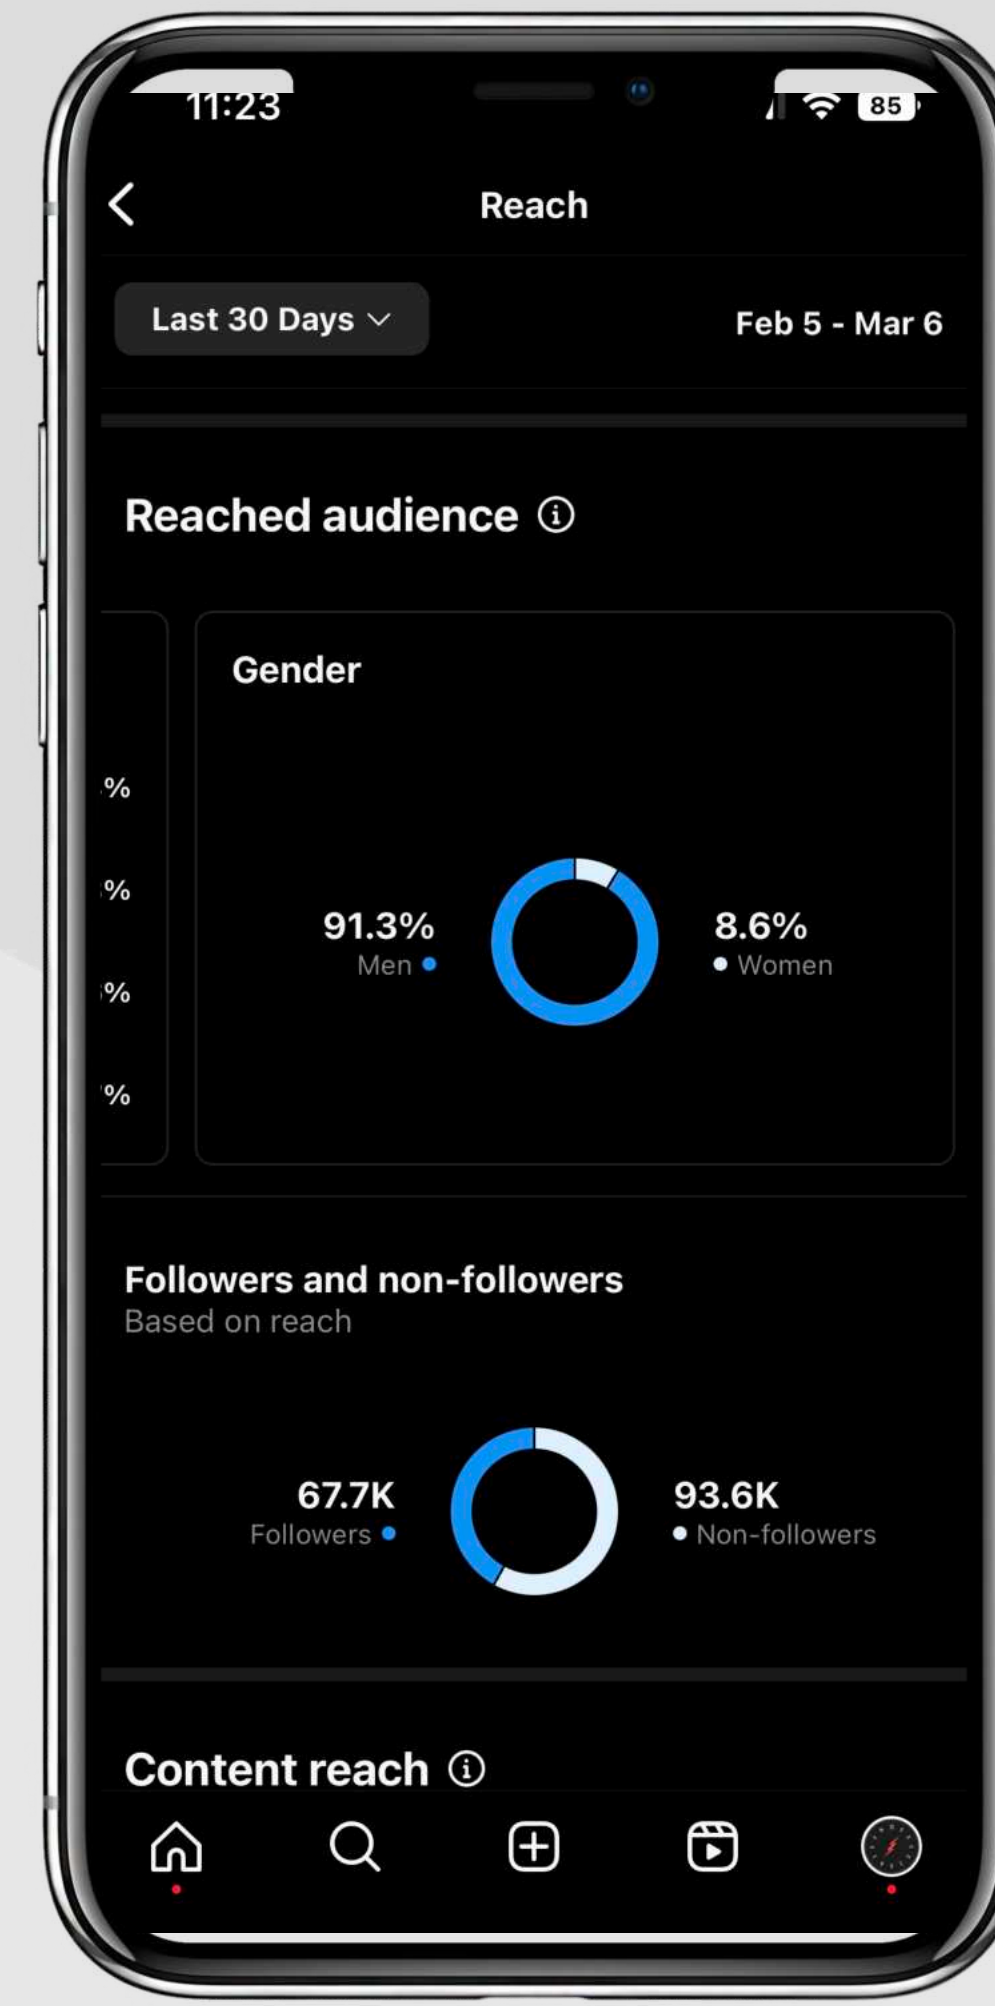 11:23
85
Reach
Last 30 Days
Feb 5 - Mar 6
Reached audience
Gender
%
%
%
%
91.3%
Men
8.6%
Women
Followers and non-followers
Based on reach
67.7K
Followers
93.6K
Non-followers
Content reach